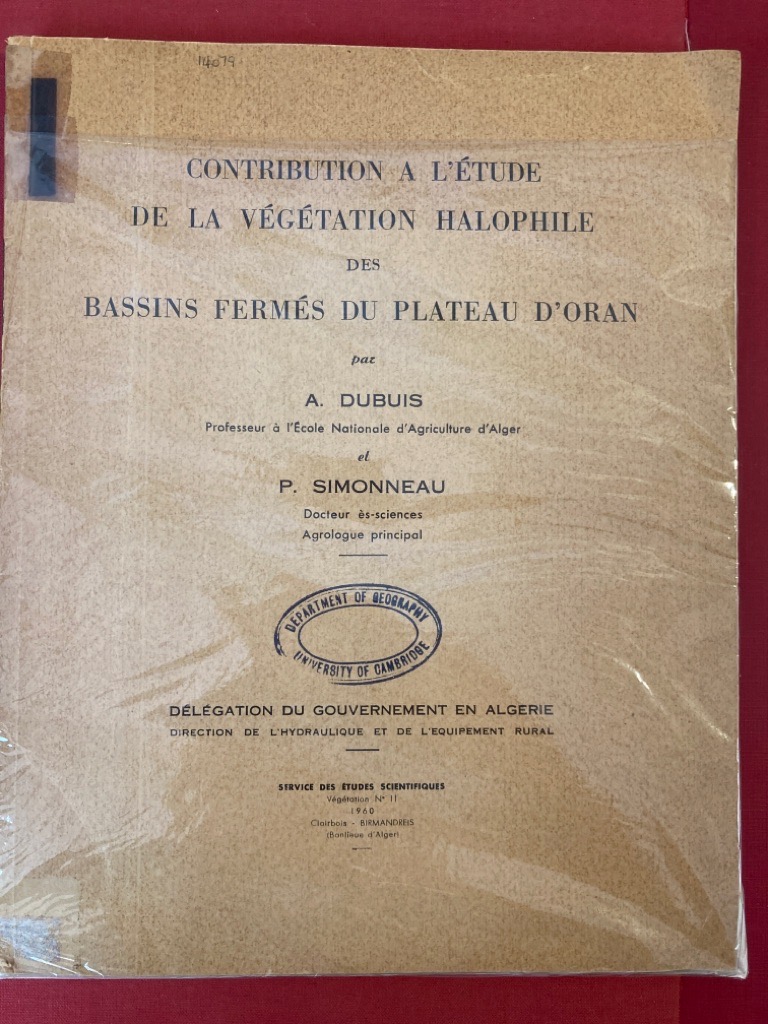 14079
CONTRIBUTION A L'ÉTUDE
DE LA VÉGÉTATION HALOPHILE
DES
BASSINS FERMÉS DU PLATEAU D'ORAN
par
A. DUBUIS
Professeur à l'École Nationale d'Agriculture d'Alger
et
P. SIMONNEAU
Docteur ès-sciences
Agrologue principal
DEPARTMENT OF GEOGRAPHY
UNIVERSITY OF CAMBRIDGE
DÉLÉGATION DU GOUVERNEMENT EN ALGERIE
DIRECTION DE L'HYDRAULIQUE ET DE L'EQUIPEMENT RURAL
SERVICE DES ÉTUDES SCIENTIFIQUES
Végétation N° 11
1960
Clairbois - BIRMANDREIS
(Banlieue d'Alger)